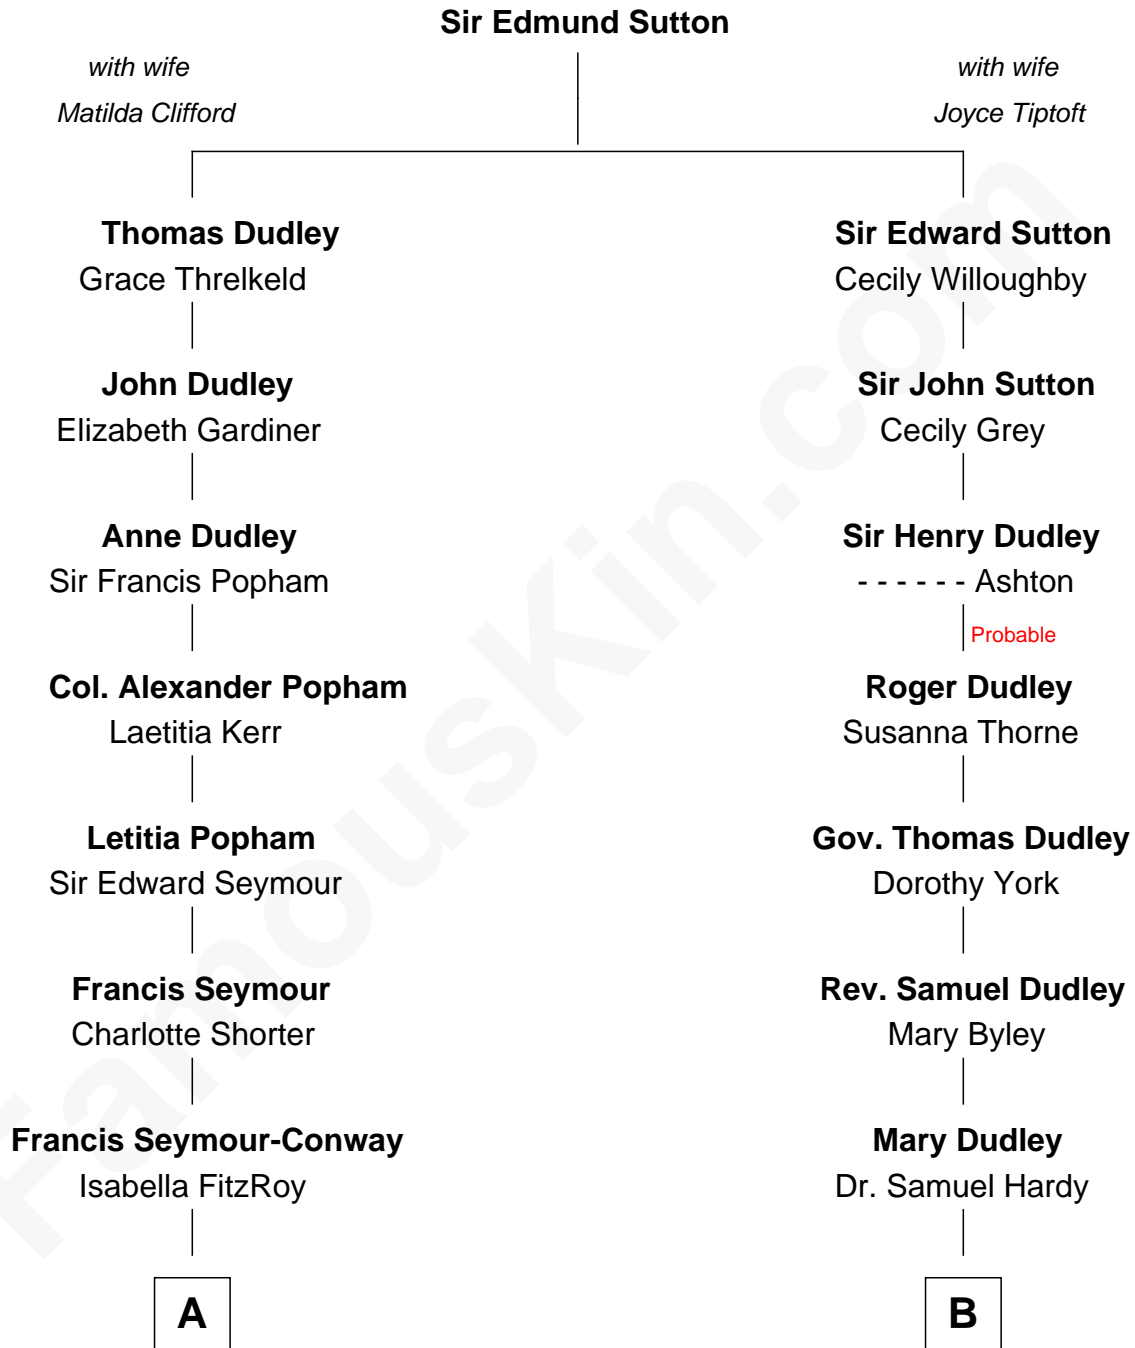 Sir Edmund Sutton
with wife
Matilda Clifford
with wife
Joyce Tiptoft
Thomas Dudley
Grace Threlkeld
John Dudley
Elizabeth Gardiner
Anne Dudley
Sir Francis Popham
Col. Alexander Popham
Laetitia Kerr
Letitia Popham
Sir Edward Seymour
Francis Seymour
Charlotte Shorter
Francis Seymour-Conway
Isabella FitzRoy
A
Sir Edward Sutton
Cecily Willoughby
Sir John Sutton
Cecily Grey
Sir Henry Dudley
- - - - - - Ashton
Probable
Roger Dudley
Susanna Thorne
Gov. Thomas Dudley
Dorothy York
Rev. Samuel Dudley
Mary Byley
Mary Dudley
Dr. Samuel Hardy
B
FamousKin.com